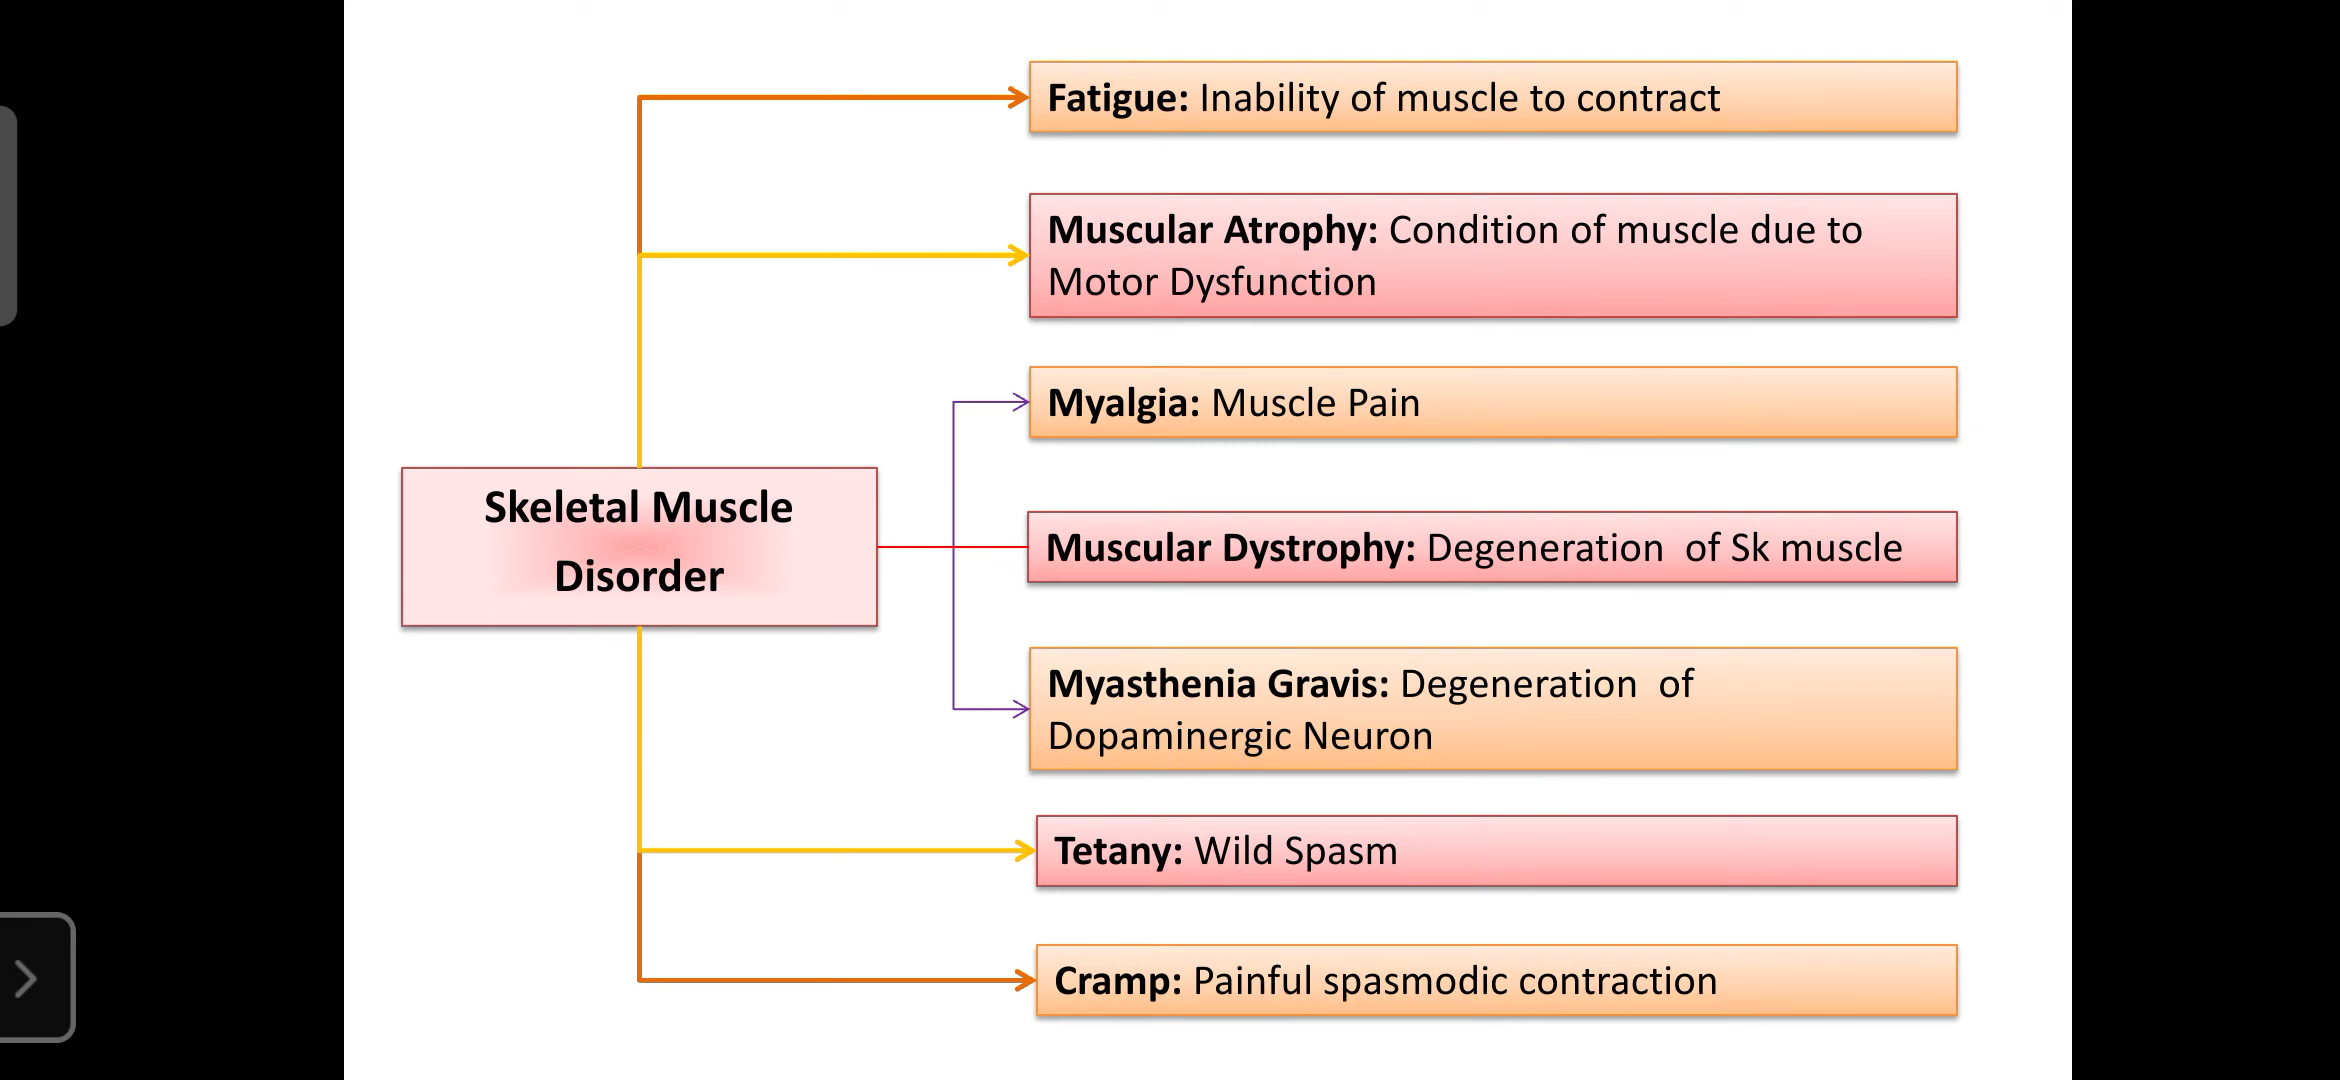 Fatigue: Inability of muscle to contract
Muscular Atrophy: Condition of muscle due to
Motor Dysfunction
Myalgia: Muscle Pain
Skeletal Muscle
Disorder
Muscular Dystrophy: Degeneration  of Sk muscle
Myasthenia Gravis: Degeneration  of
Dopaminergic Neuron
Tetany: Wild Spasm
Cramp: Painful spasmodic contraction